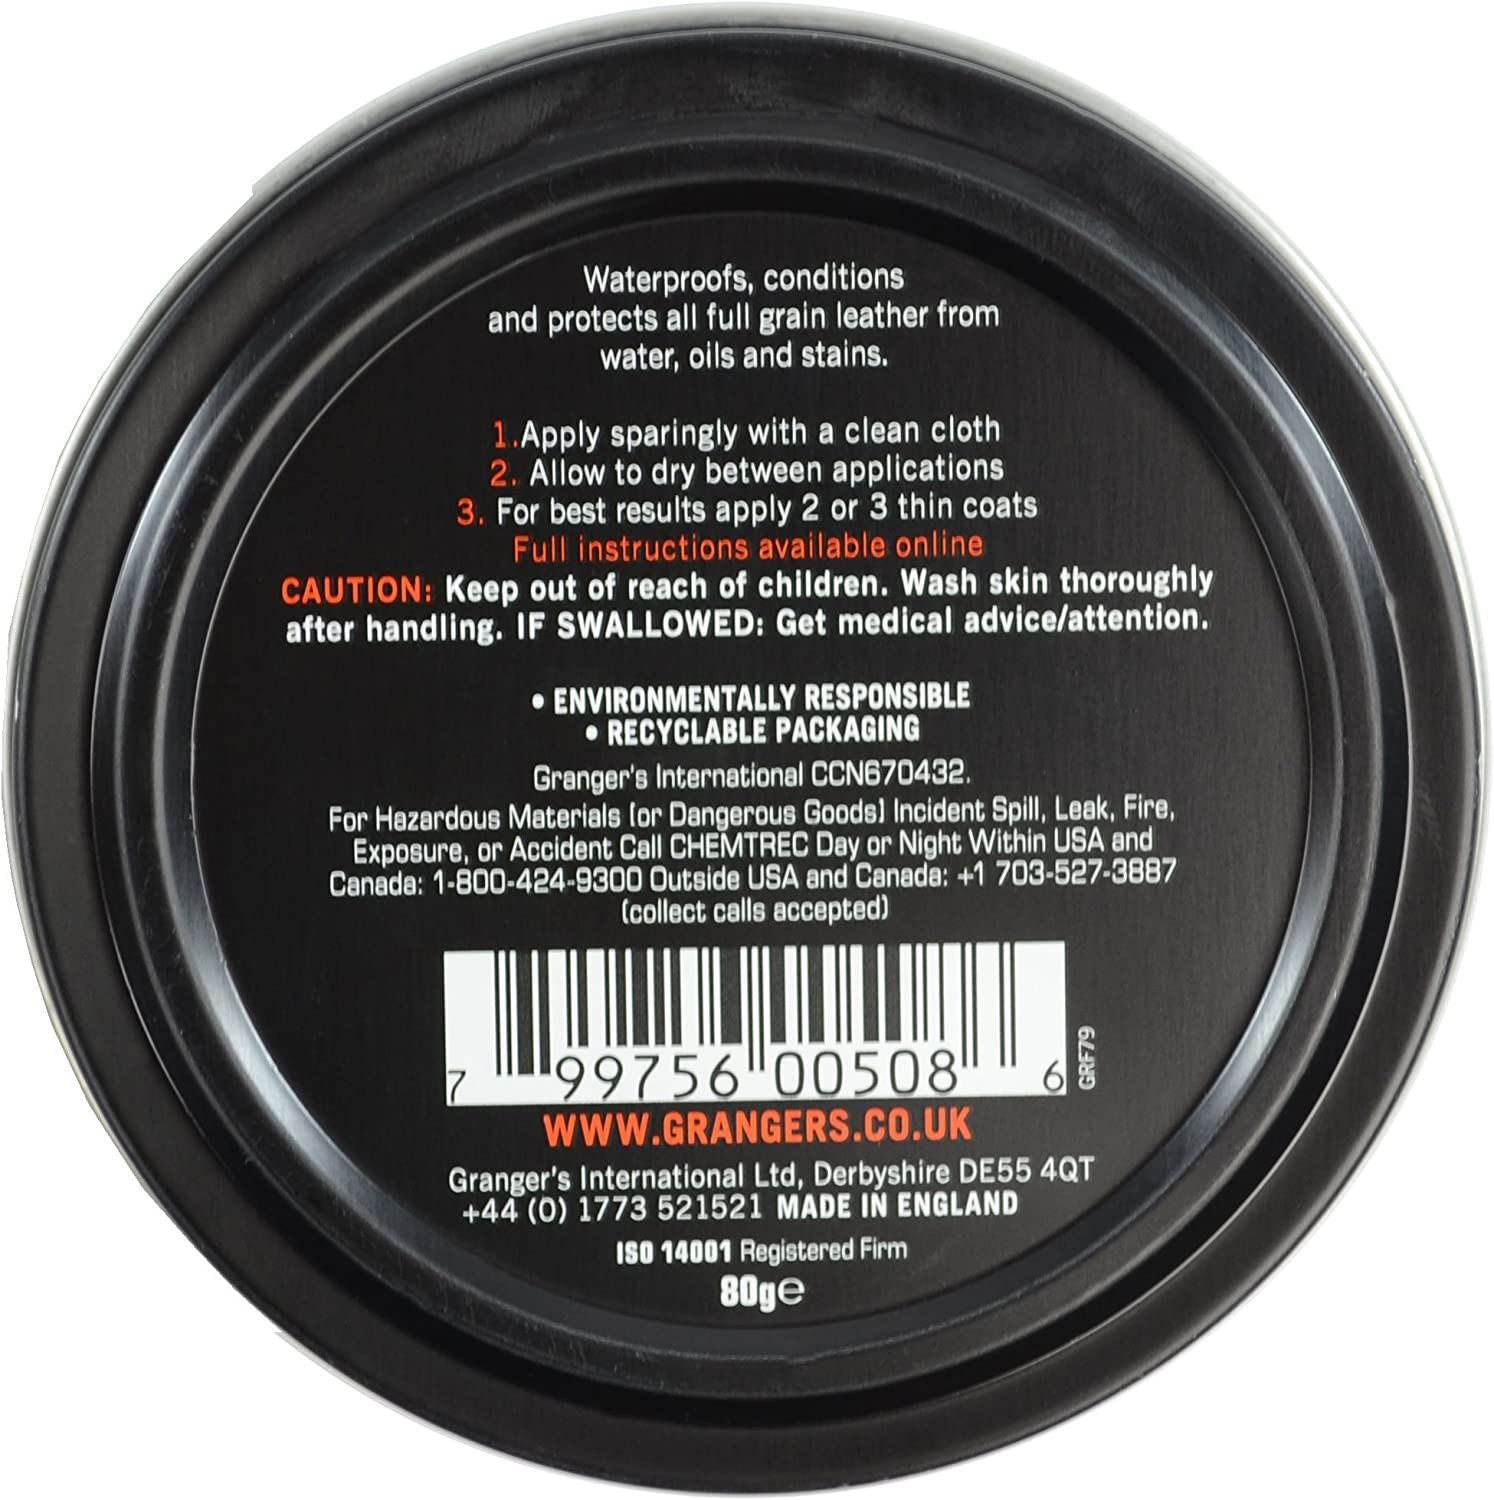 Waterproofs, conditions
and protects all full grain leather from
water, oils and stains.
1.Apply sparingly with a clean cloth
2. Allow to dry between applications
3. For best results apply 2 or 3 thin coats
Full instructions available online
CAUTION: Keep out of reach of children. Wash skin thoroughly
after handling. IF SWALLOWED: Get medical advice/attention.
• ENVIRONMENTALLY RESPONSIBLE
• RECYCLABLE PACKAGING
Granger's International CCN670432.
For Hazardous Materials (or Dangerous Goods) Incident Spill, Leak, Fire,
Exposure, or Accident Call CHEMTREC Day or Night Within USA and
Canada: 1-800-424-9300 Outside USA and Canada: +1 703-527-3887
(collect calls accepted)
7 99756 00508 6
GRF79
WWW.GRANGERS.CO.UK
Granger's International Ltd, Derbyshire DE55 4QT
+44 (0) 1773 521521 MADE IN ENGLAND
ISO 14001 Registered Firm
80g℮